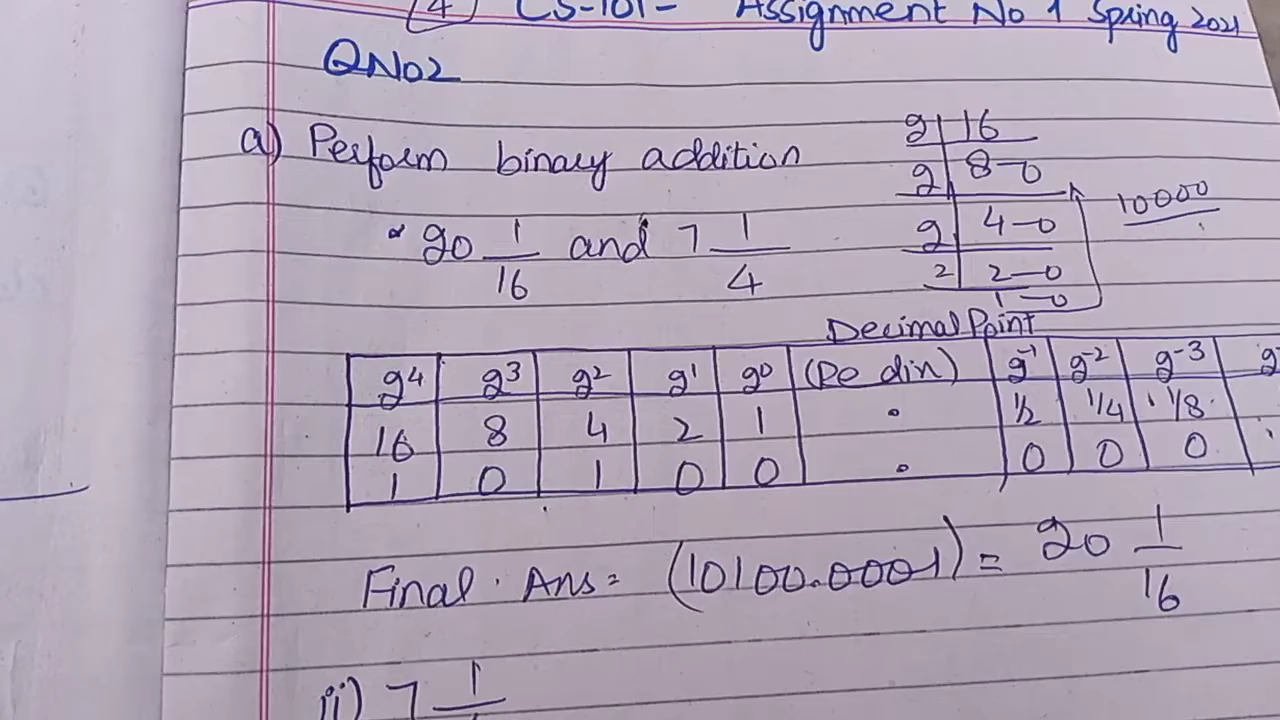 (4) CS-101- Assignment No 1 Spring 2021
QNo2
a) Perform binary addition
20 1/16 and 7 1/4
2 | 16
2 | 8-0
2 | 4-0
2 | 2-0
1-0
10000
Decimal Point
2⁴ 2³ 2² 2¹ 2⁰ 2⁻¹ 2⁻² 2⁻³
16 8 4 2 1 . 1/2 1/4 1/8
1 0 1 0 0 . 0 0 0
Final. Ans = (10100.0001) = 20 1/16
ii) 7 1